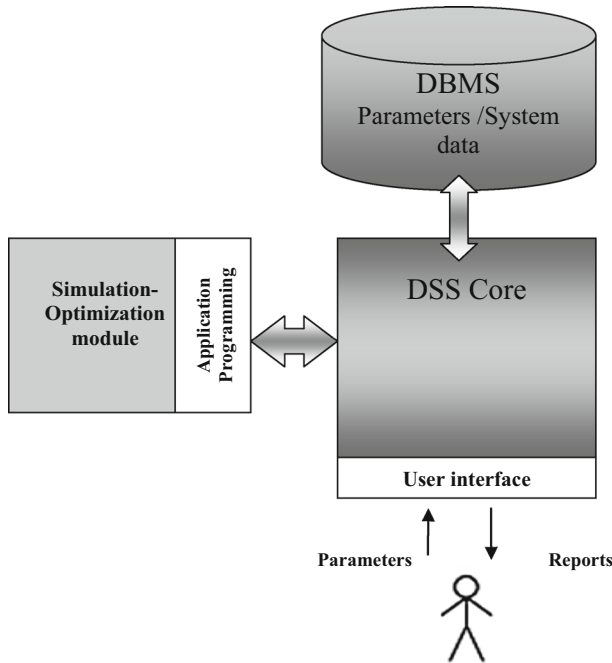 DBMS
Parameters /System
data
Simulation-
Optimization
module
Application
Programming
DSS Core
User interface
Parameters
Reports